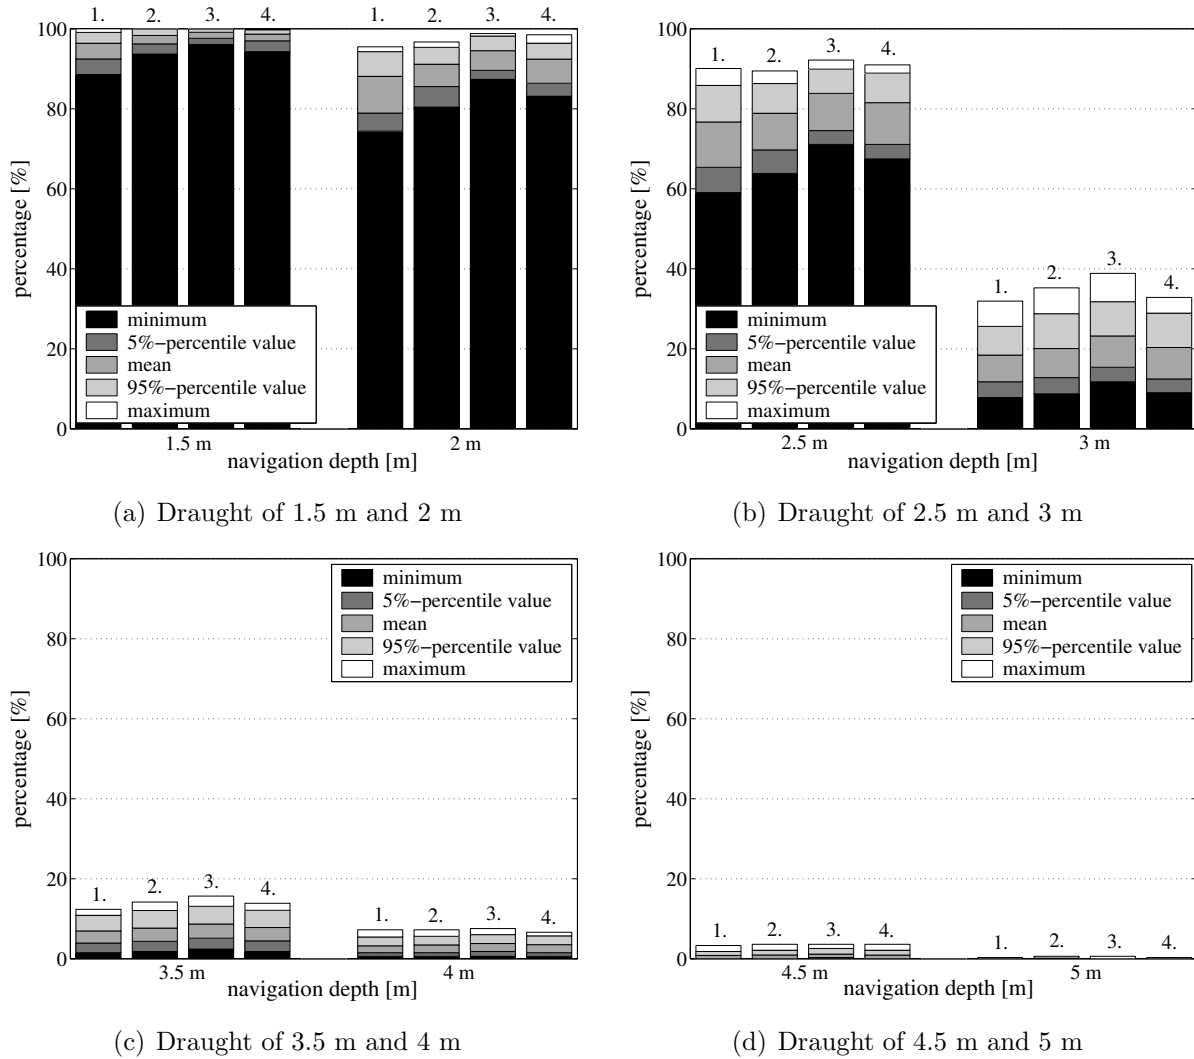 1. 2. 3. 4. 1. 2. 3. 4.
100
80
60
40
20
0
percentage [%]
minimum
5%−percentile value
mean
95%−percentile value
maximum
1.5 m 2 m
navigation depth [m]
(a) Draught of 1.5 m and 2 m
1. 2. 3. 4. 1. 2. 3. 4.
100
80
60
40
20
0
percentage [%]
minimum
5%−percentile value
mean
95%−percentile value
maximum
2.5 m 3 m
navigation depth [m]
(b) Draught of 2.5 m and 3 m
100
80
60
40
20
0
percentage [%]
minimum
5%−percentile value
mean
95%−percentile value
maximum
1. 2. 3. 4. 1. 2. 3. 4.
3.5 m 4 m
navigation depth [m]
(c) Draught of 3.5 m and 4 m
100
80
60
40
20
0
percentage [%]
minimum
5%−percentile value
mean
95%−percentile value
maximum
1. 2. 3. 4. 1. 2. 3. 4.
4.5 m 5 m
navigation depth [m]
(d) Draught of 4.5 m and 5 m